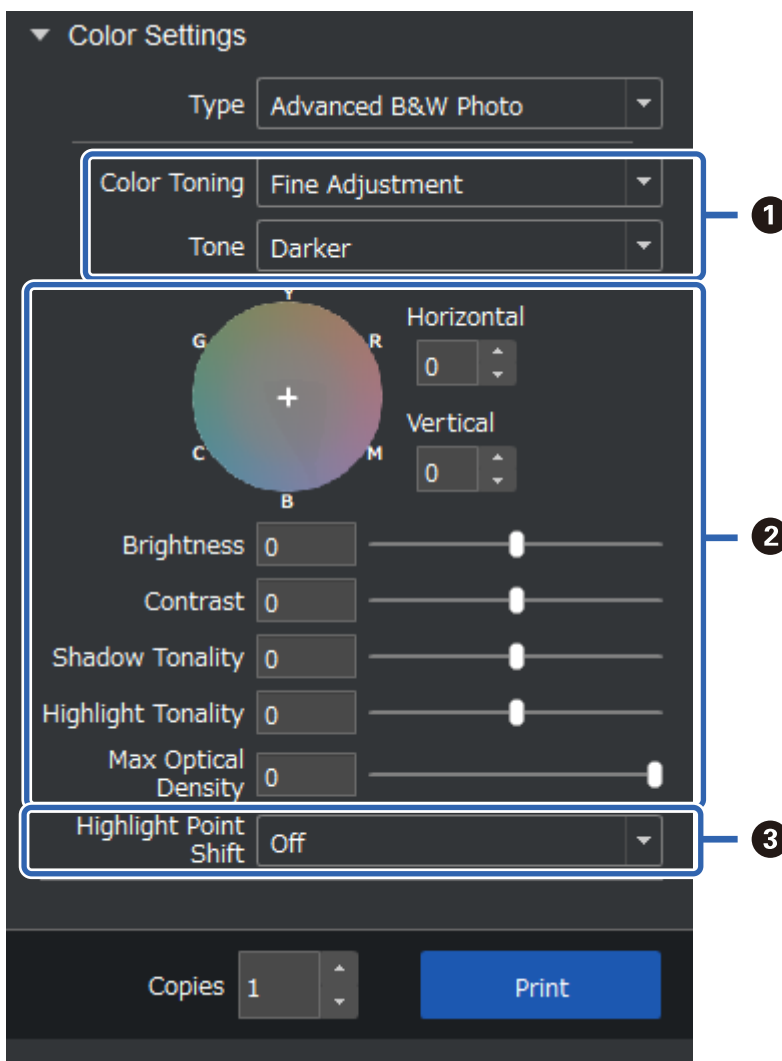 Color Settings
Type Advanced B&W Photo
Color Toning Fine Adjustment
1
Tone Darker
Y
Horizontal
G R
0
Vertical
C M
0
B
2
Brightness 0
Contrast 0
Shadow Tonality 0
Highlight Tonality 0
Max Optical
Density 0
Highlight Point
Shift Off
3
Copies 1 Print